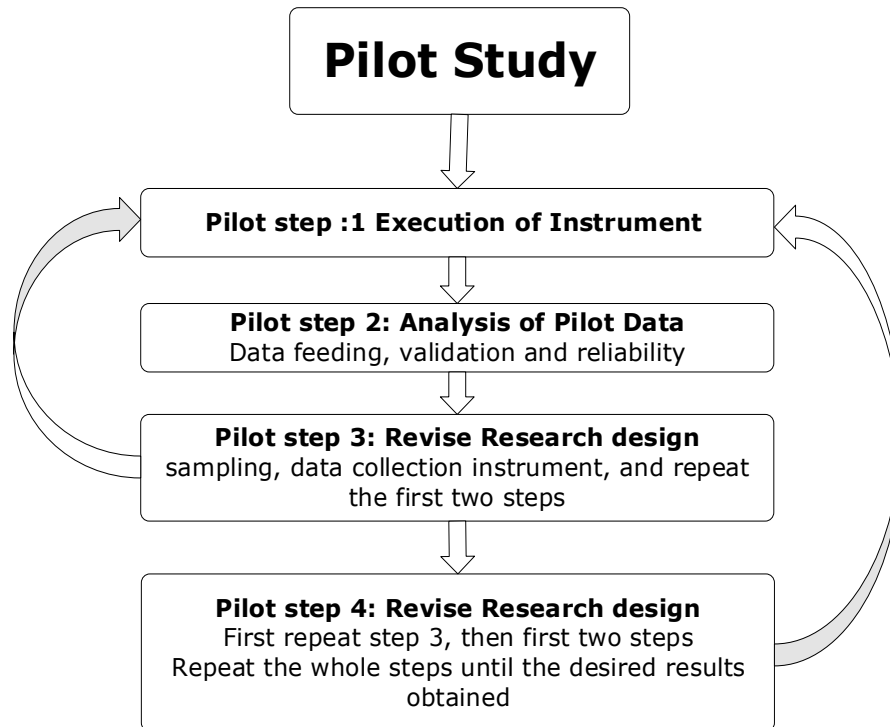 Pilot Study
Pilot step :1 Execution of Instrument
Pilot step 2: Analysis of Pilot Data
Data feeding, validation and reliability
Pilot step 3: Revise Research design
sampling, data collection instrument, and repeat
the first two steps
Pilot step 4: Revise Research design
First repeat step 3, then first two steps
Repeat the whole steps until the desired results
obtained